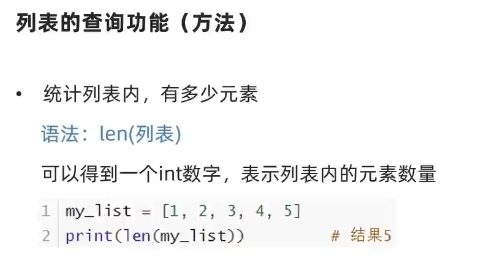 列表的查询功能（方法）
• 统计列表内，有多少元素
语法：len(列表)
可以得到一个int数字，表示列表内的元素数量
1 my_list = [1, 2, 3, 4, 5]
2 print(len(my_list)) # 结果5